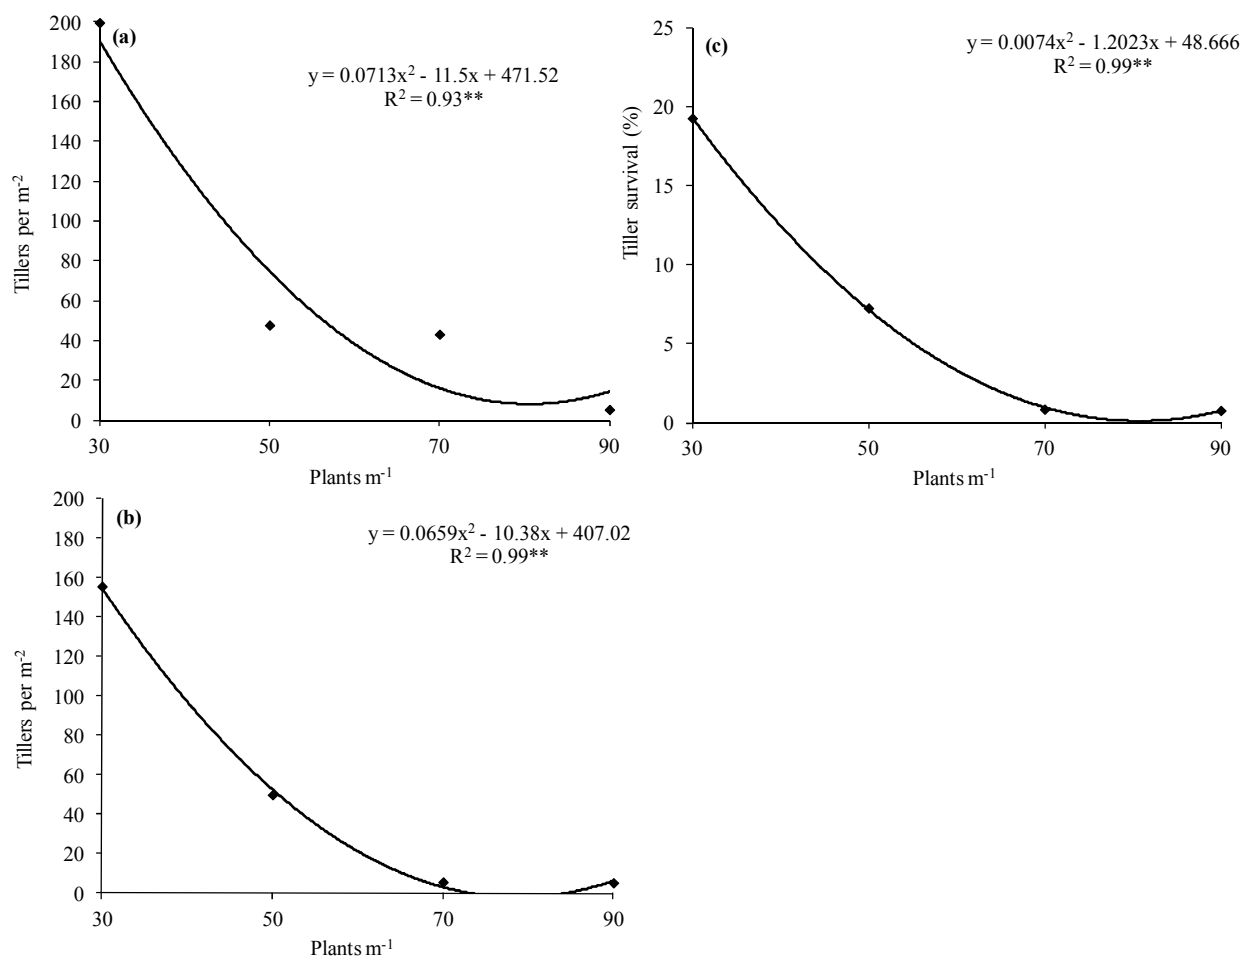 (a)
y = 0.0713x² - 11.5x + 471.52
R² = 0.93**
200
180
160
140
120
100
80
60
40
20
0
Tillers per m⁻²
30 50 70 90
Plants m⁻¹
(c)
y = 0.0074x² - 1.2023x + 48.666
R² = 0.99**
25
20
15
10
5
0
Tiller survival (%)
30 50 70 90
Plants m⁻¹
(b)
y = 0.0659x² - 10.38x + 407.02
R² = 0.99**
200
180
160
140
120
100
80
60
40
20
0
Tillers per m⁻²
30 50 70 90
Plants m⁻¹